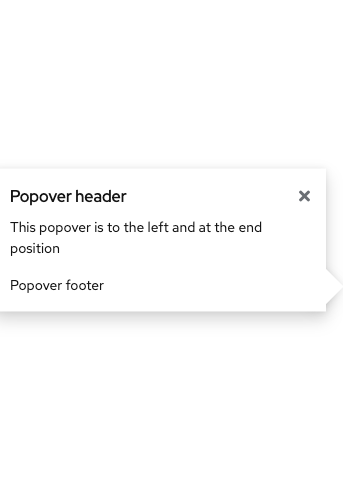 Popover header
This popover is to the left and at the end
position
Popover footer